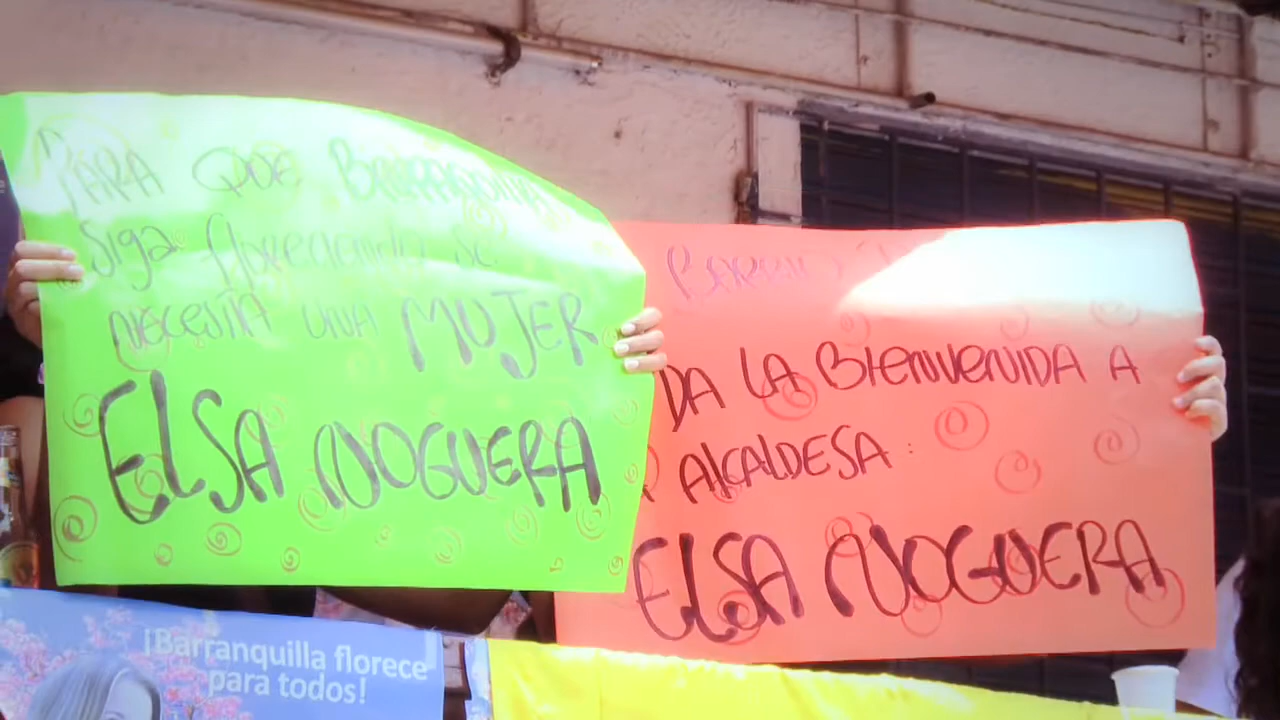 PARA QUE BARRANQUILLA
siga floreciendo se
necesita una MUJER
ELSA NOGUERA
BARRIO
DA LA BIENVENIDA A
ALCALDESA:
ELSA NOGUERA
¡Barranquilla florece
para todos!